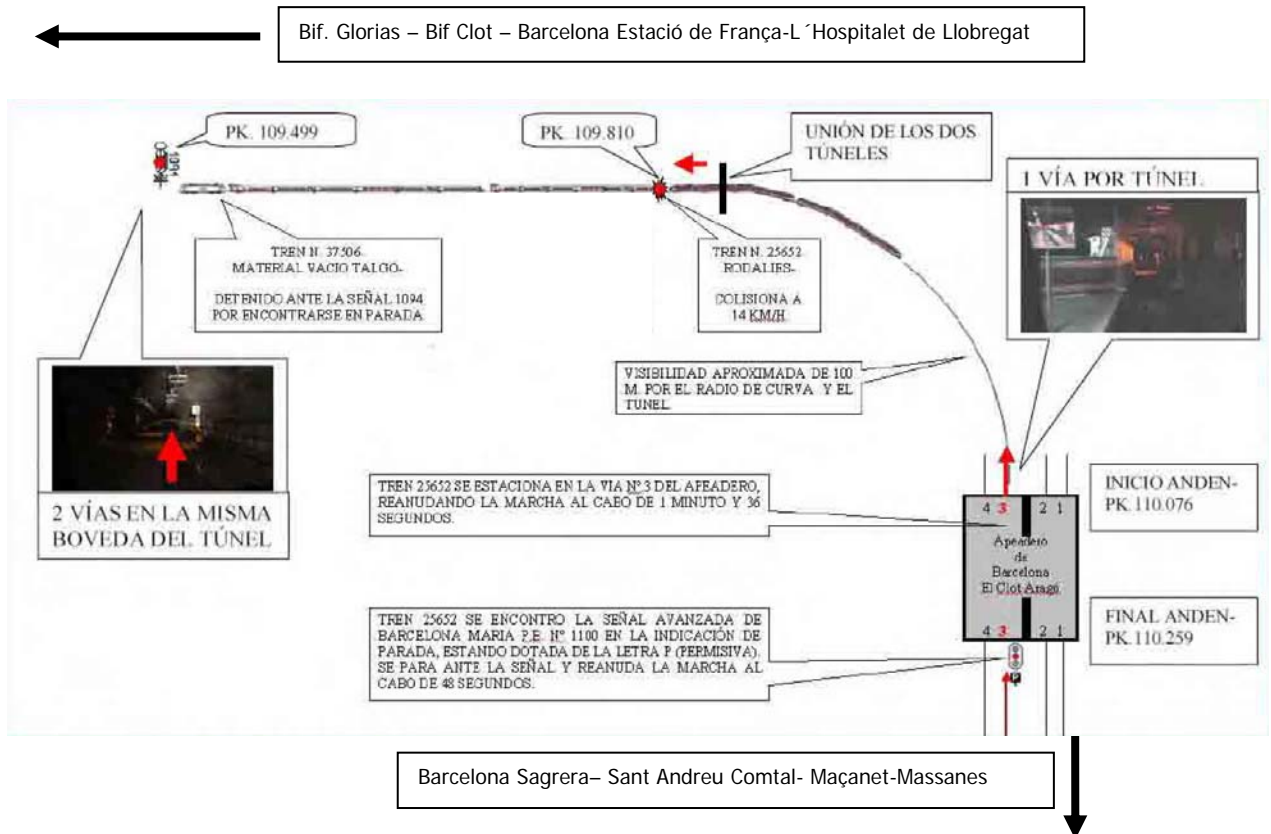 Bif. Glorias – Bif Clot – Barcelona Estació de França-L´Hospitalet de Llobregat
PK. 109.499
PK. 109.810
UNIÓN DE LOS DOS
TÚNELES
1 VÍA POR TÚNEL
1094
TREN N. 37506-
MATERIAL VACIO TALGO-
DETENIDO ANTE LA SEÑAL 1094
POR ENCONTRARSE EN PARADA
TREN N. 25652
RODALIES-
COLISIONA A
14 KM/H
VISIBILIDAD APROXIMADA DE 100
M. POR EL RADIO DE CURVA Y EL
TUNEL
2 VÍAS EN LA MISMA
BOVEDA DEL TÚNEL
TREN 25652 SE ESTACIONA EN LA VIA Nº 3 DEL APEADERO,
REANUDANDO LA MARCHA AL CABO DE 1 MINUTO Y 36
SEGUNDOS.
INICIO ANDEN-
PK.110.076
4 3 2 1
Apeadero
de
Barcelona
El Clot Aragó
TREN 25652 SE ENCONTRO LA SEÑAL AVANZADA DE
BARCELONA MARIA P.E. Nº 1100 EN LA INDICACIÓN DE
PARADA, ESTANDO DOTADA DE LA LETRA P (PERMISIVA).
SE PARA ANTE LA SEÑAL Y REANUDA LA MARCHA AL
CABO DE 48 SEGUNDOS.
FINAL ANDEN-
PK.110.259
4 3 2 1
P
Barcelona Sagrera– Sant Andreu Comtal- Maçanet-Massanes